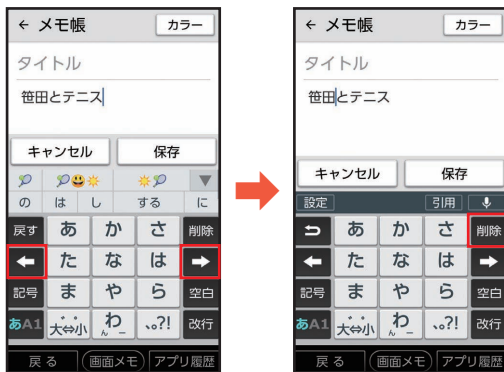 ← メモ帳 カラー
タイトル
笹田とテニス
キャンセル 保存
の は し する に
戻す あ か さ 削除
← た な は →
記号 ま や ら 空白
あA1 大⇔小 わ ん ー 、。?! 改行
戻る 画面メモ アプリ履歴
← メモ帳 カラー
タイトル
笹田とテニス
キャンセル 保存
設定 引用
あ か さ 削除
← た な は →
記号 ま や ら 空白
あA1 大⇔小 わ ん ー 、。?! 改行
戻る 画面メモ アプリ履歴